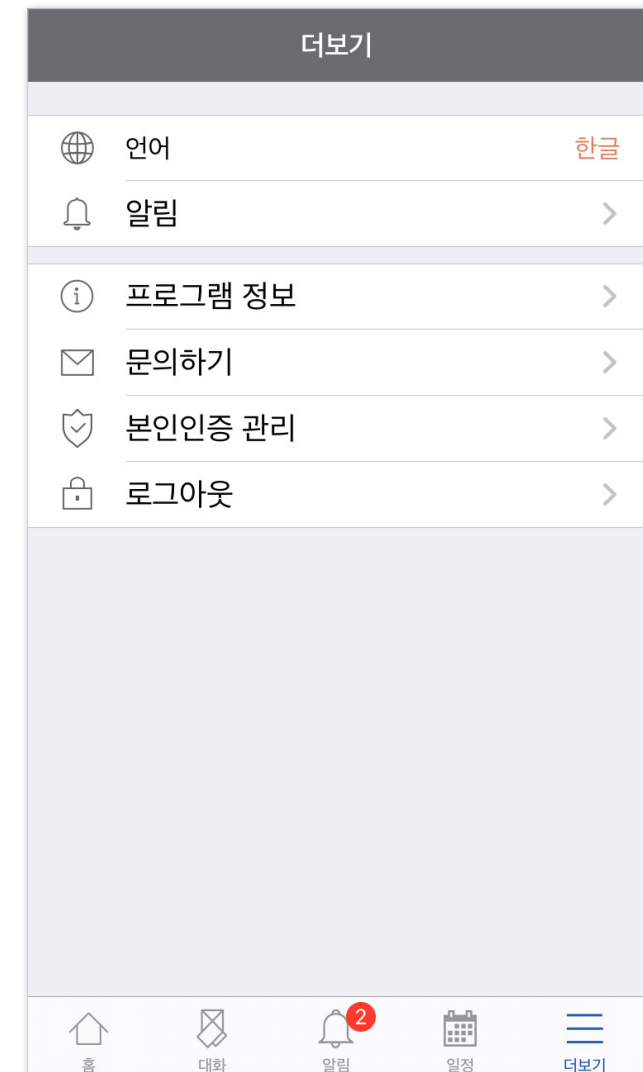 더보기
언어 한글
알림
프로그램 정보
문의하기
본인인증 관리
로그아웃
2
홈 대화 알림 일정 더보기